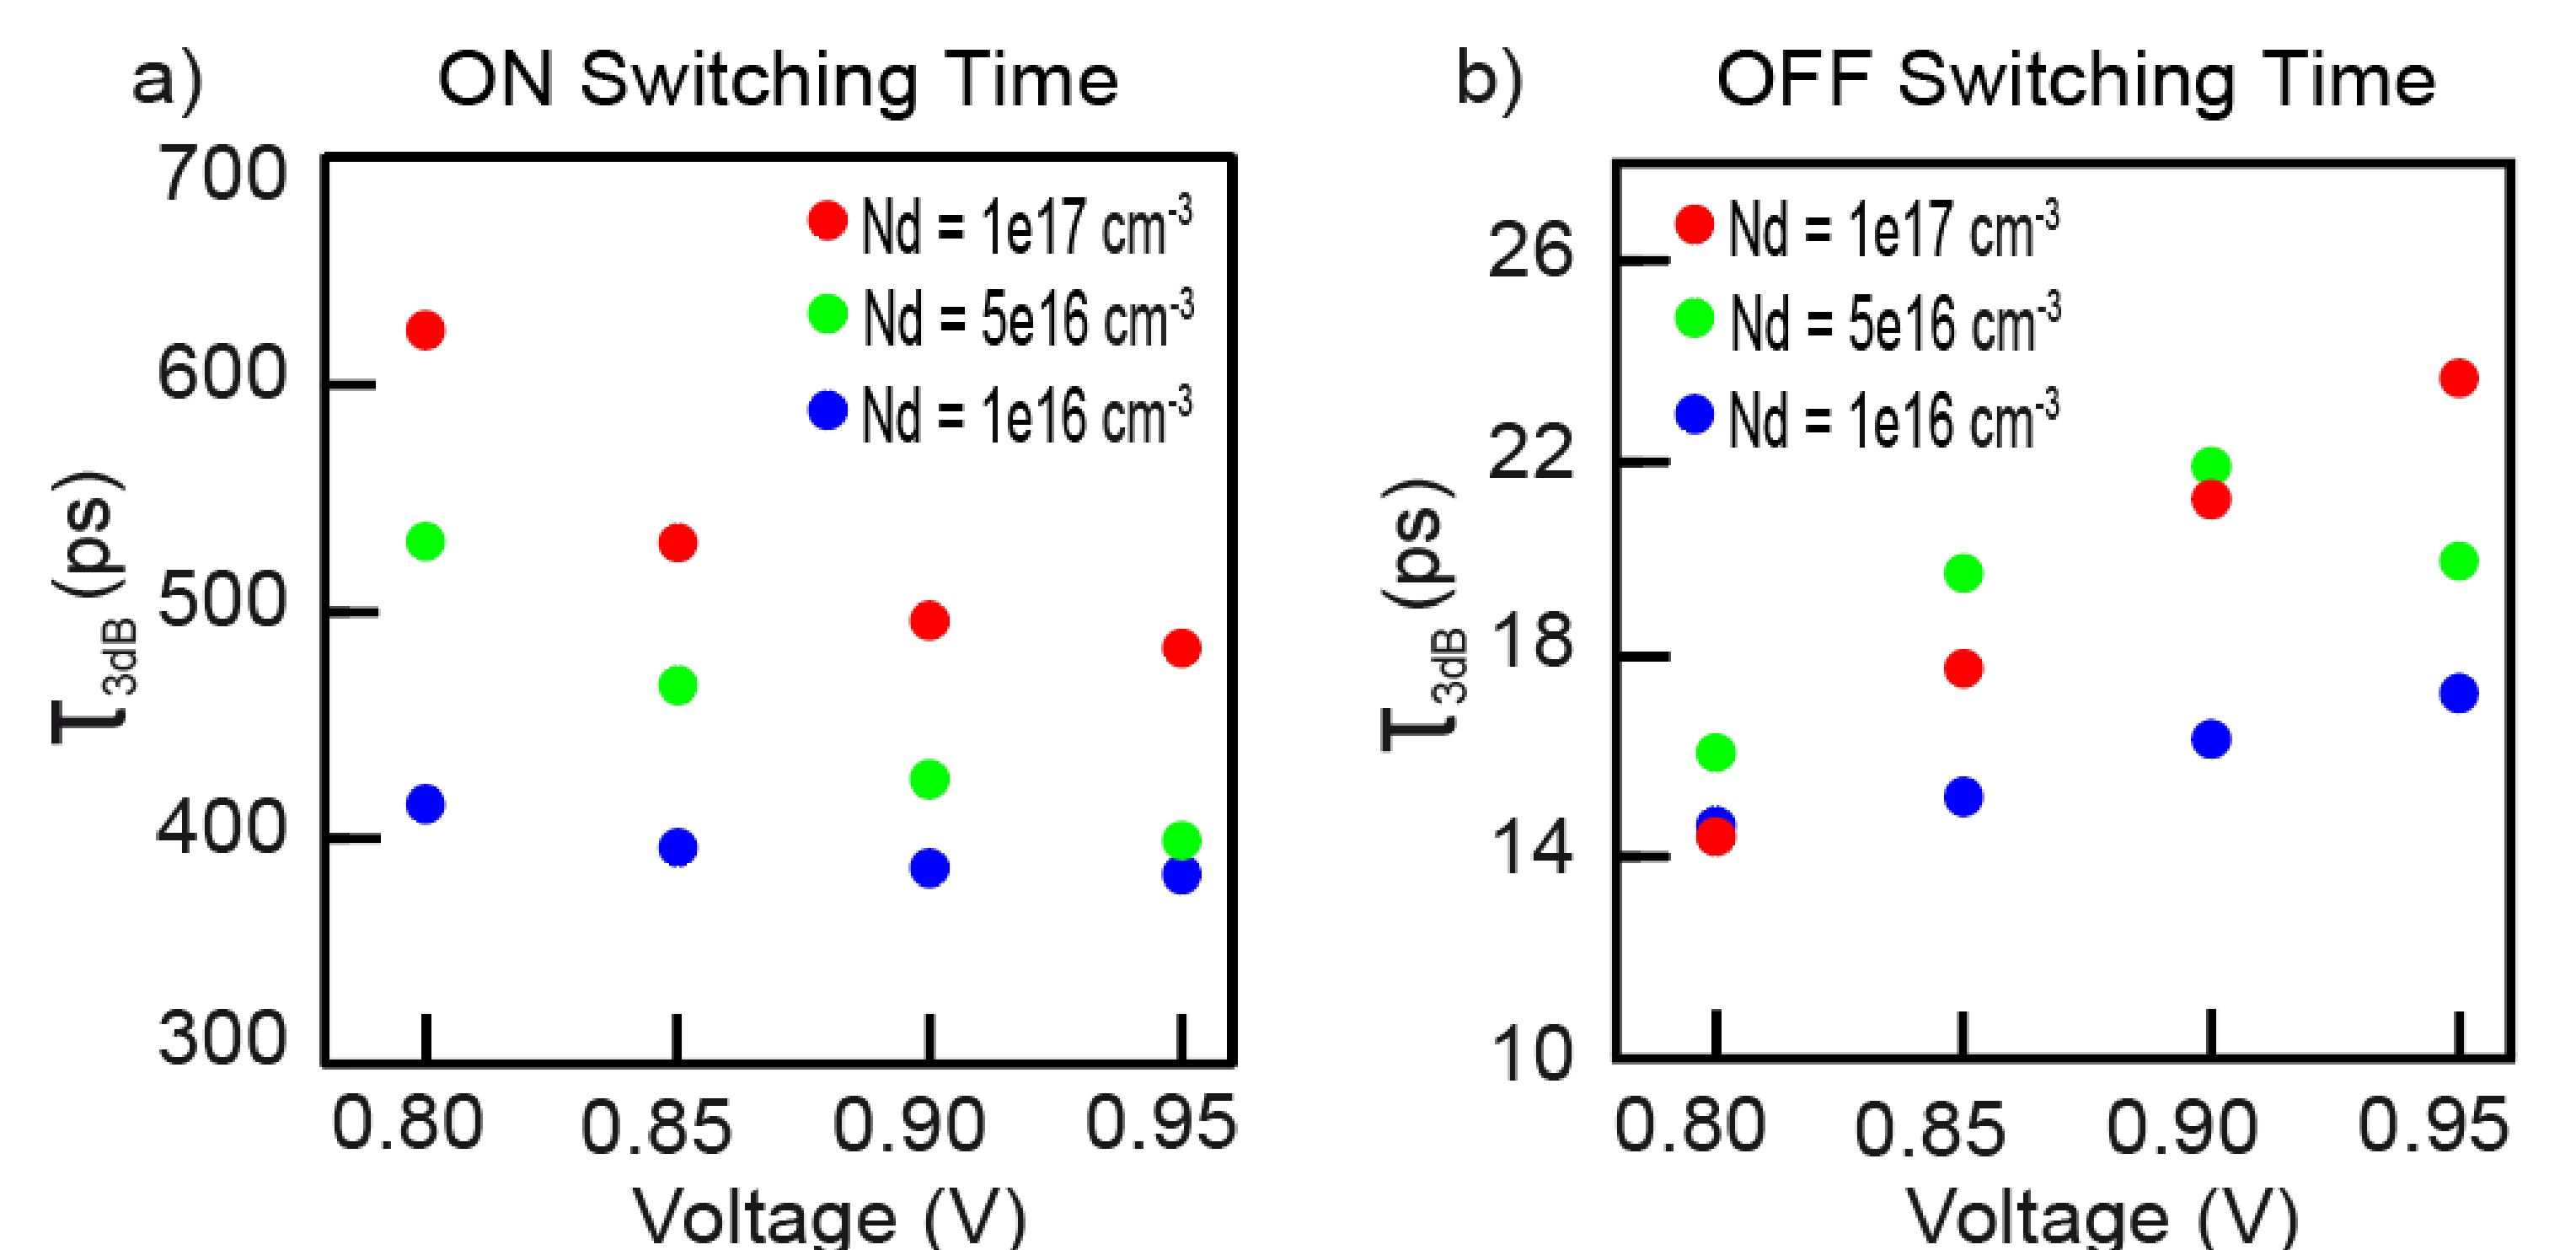 a) ON Switching Time
700
600
500
400
300
Nd = 1e17 cm⁻³
Nd = 5e16 cm⁻³
Nd = 1e16 cm⁻³
τ3dB (ps)
0.80 0.85 0.90 0.95
Voltage (V)
b) OFF Switching Time
26
22
18
14
10
Nd = 1e17 cm⁻³
Nd = 5e16 cm⁻³
Nd = 1e16 cm⁻³
τ3dB (ps)
0.80 0.85 0.90 0.95
Voltage (V)